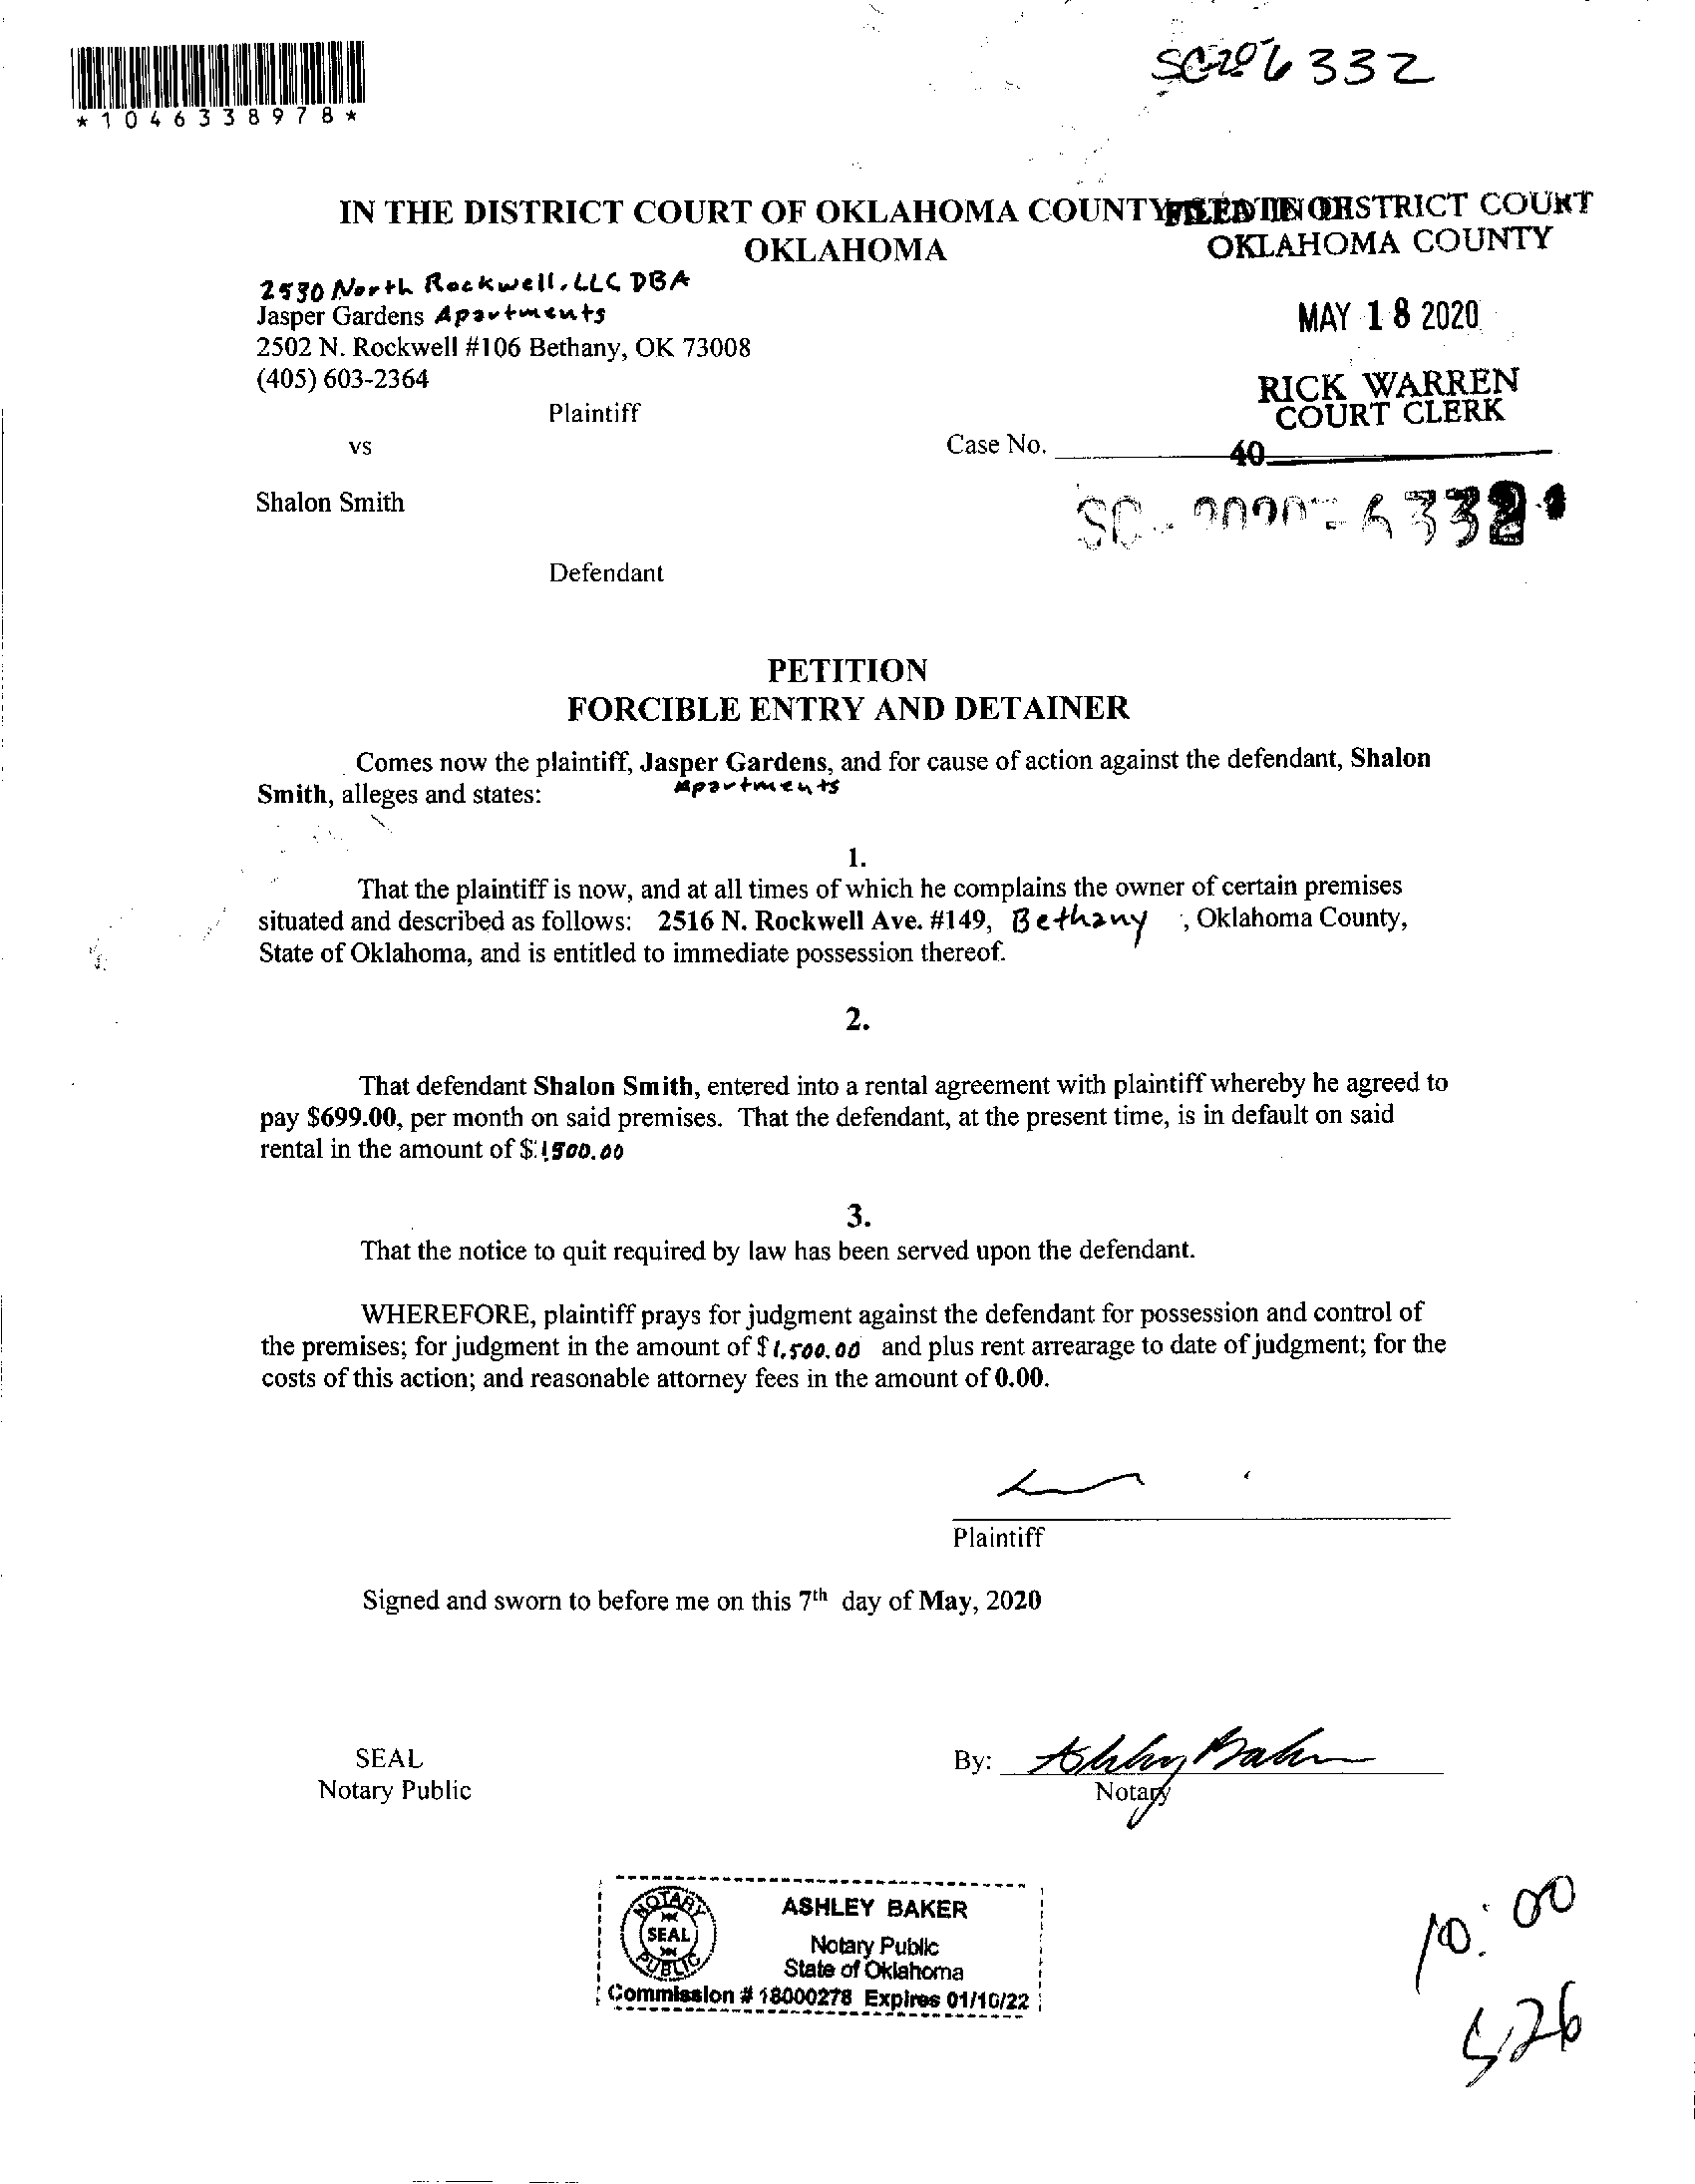 *1046338978*
SC-20 6332
IN THE DISTRICT COURT OF OKLAHOMA COUNTY
OKLAHOMA
FILED IN DISTRICT COURT
OKLAHOMA COUNTY
MAY 18 2020
RICK WARREN
COURT CLERK
40
2530 North Rockwell, LLC DBA
Jasper Gardens Apartments
2502 N. Rockwell #106 Bethany, OK 73008
(405) 603-2364
Plaintiff
vs
Case No.
SC - 2020 - 6332
Shalon Smith
Defendant
PETITION
FORCIBLE ENTRY AND DETAINER
Comes now the plaintiff, Jasper Gardens, and for cause of action against the defendant, Shalon
Apartments
Smith, alleges and states:
1.
That the plaintiff is now, and at all times of which he complains the owner of certain premises
situated and described as follows: 2516 N. Rockwell Ave. #149, Bethany , Oklahoma County,
State of Oklahoma, and is entitled to immediate possession thereof.
2.
That defendant Shalon Smith, entered into a rental agreement with plaintiff whereby he agreed to
pay $699.00, per month on said premises. That the defendant, at the present time, is in default on said
rental in the amount of $1,500.00
3.
That the notice to quit required by law has been served upon the defendant.
WHEREFORE, plaintiff prays for judgment against the defendant for possession and control of
the premises; for judgment in the amount of $1,500.00 and plus rent arrearage to date of judgment; for the
costs of this action; and reasonable attorney fees in the amount of 0.00.
Plaintiff
Signed and sworn to before me on this 7th day of May, 2020
SEAL
Notary Public
By: Ashley Baker
Notary
NOTARY
SEAL
PUBLIC
ASHLEY BAKER
Notary Public
State of Oklahoma
Commission # 18000278 Expires 01/10/22
10:00
5/26